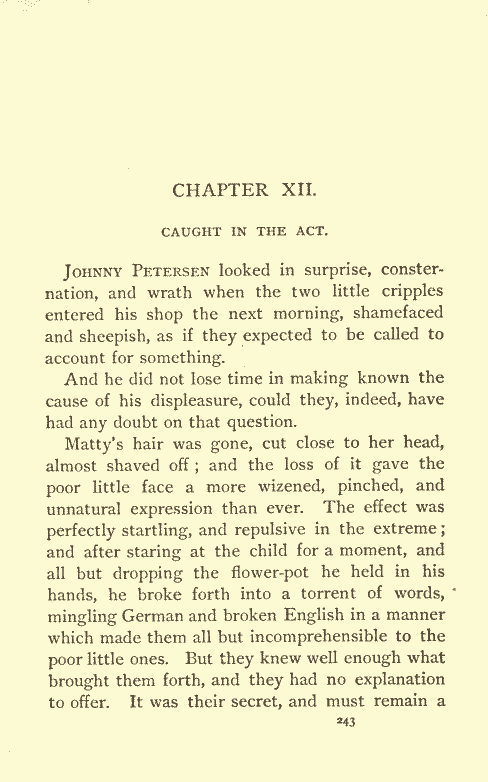 CHAPTER XII.
CAUGHT IN THE ACT.
Johnny Petersen looked in surprise, conster-
nation, and wrath when the two little cripples
entered his shop the next morning, shamefaced
and sheepish, as if they expected to be called to
account for something.
And he did not lose time in making known the
cause of his displeasure, could they, indeed, have
had any doubt on that question.
Matty's hair was gone, cut close to her head,
almost shaved off; and the loss of it gave the
poor little face a more wizened, pinched, and
unnatural expression than ever. The effect was
perfectly startling, and repulsive in the extreme;
and after staring at the child for a moment, and
all but dropping the flower-pot he held in his
hands, he broke forth into a torrent of words,
mingling German and broken English in a manner
which made them all but incomprehensible to the
poor little ones. But they knew well enough what
brought them forth, and they had no explanation
to offer. It was their secret, and must remain a
243